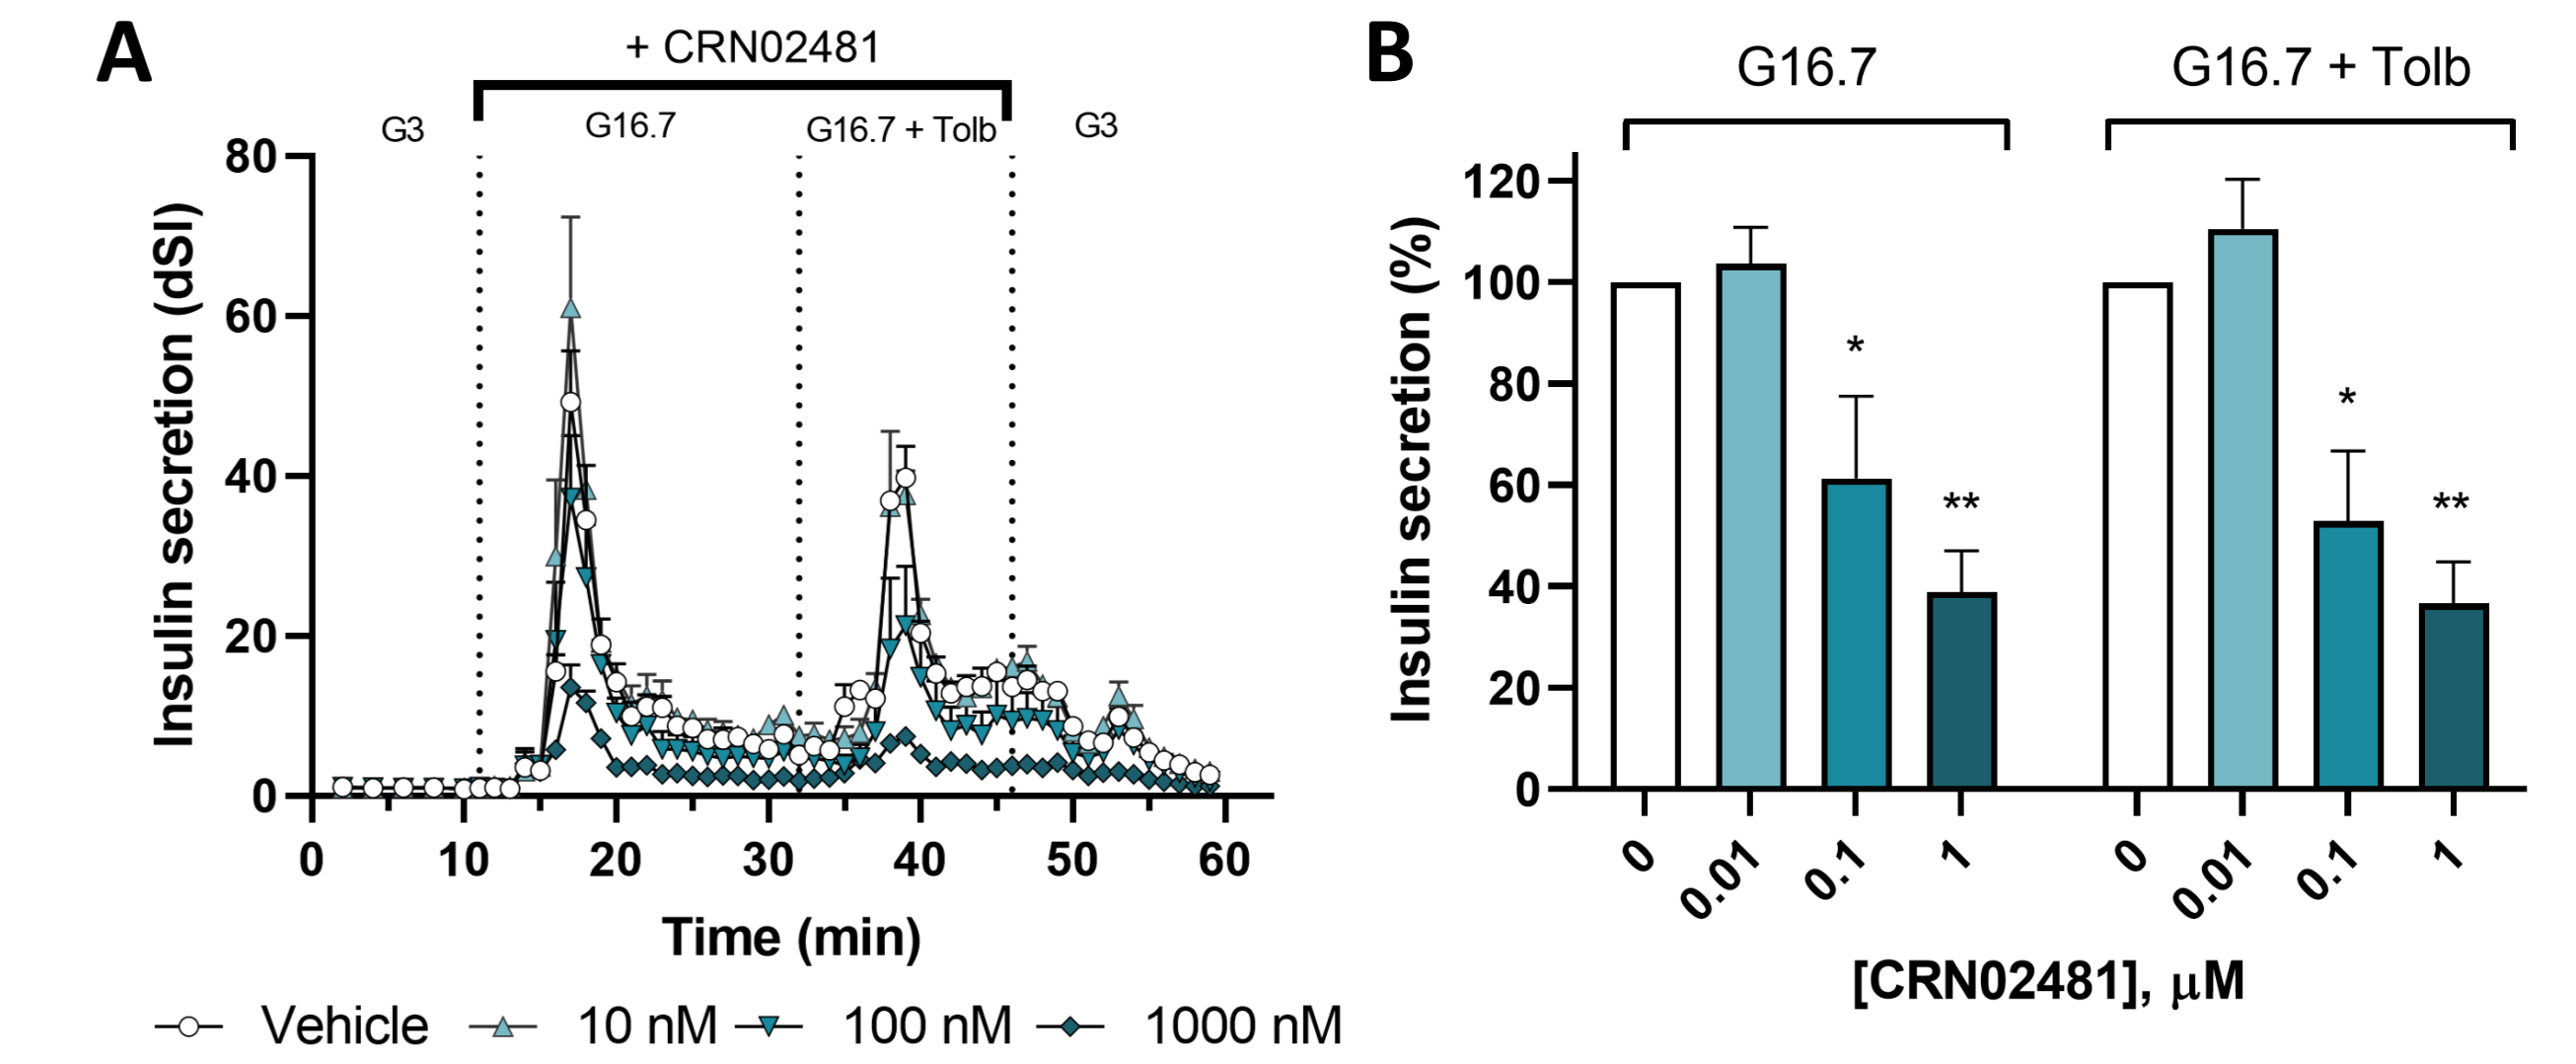 A
+ CRN02481
G3 G16.7 G16.7 + Tolb G3
80
60
40
20
0
Insulin secretion (dSI)
0 10 20 30 40 50 60
Time (min)
Vehicle 10 nM 100 nM 1000 nM
B
G16.7 G16.7 + Tolb
120
100
80
60
40
20
0
Insulin secretion (%)
* ** * **
0 0.01 0.1 1 0 0.01 0.1 1
[CRN02481], μM